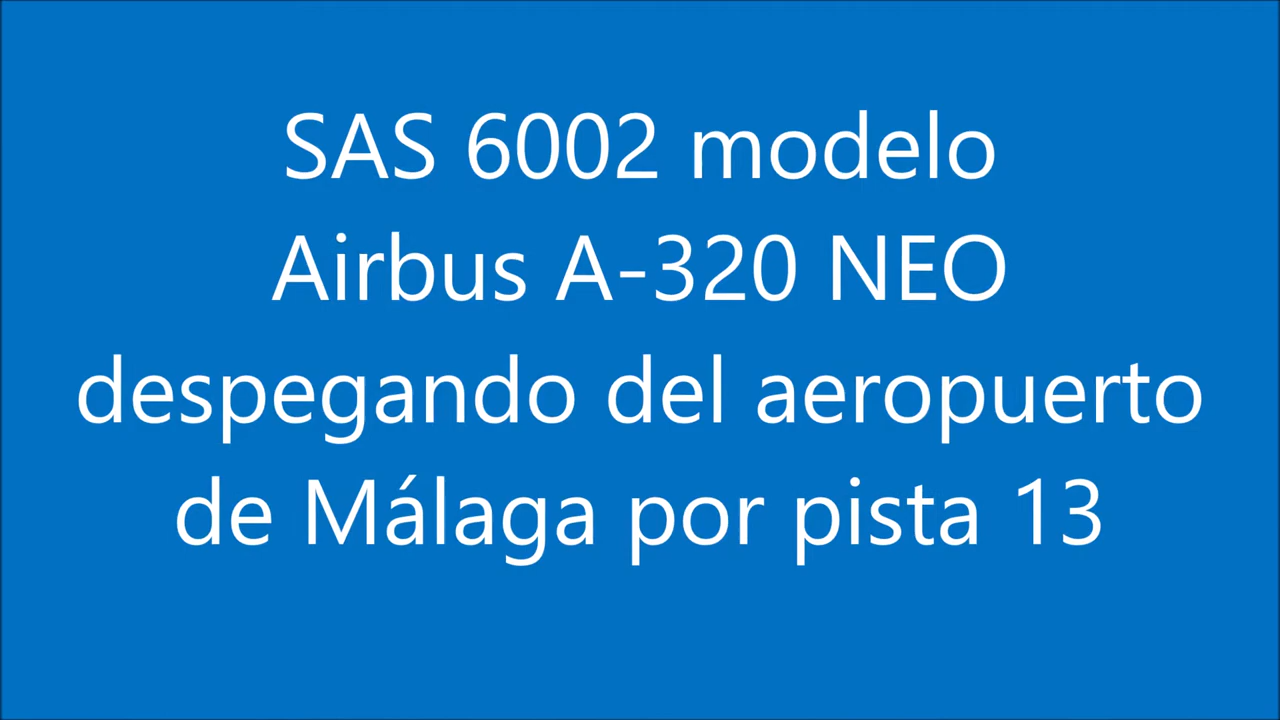 SAS 6002 modelo
Airbus A-320 NEO
despegando del aeropuerto
de Málaga por pista 13